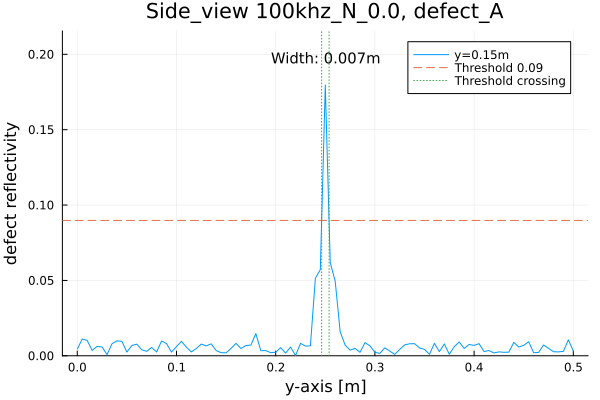 Side_view 100khz_N_0.0, defect_A
Width: 0.007m
y=0.15m
Threshold 0.09
Threshold crossing
defect reflectivity
0.20
0.15
0.10
0.05
0.00
0.0 0.1 0.2 0.3 0.4 0.5
y-axis [m]